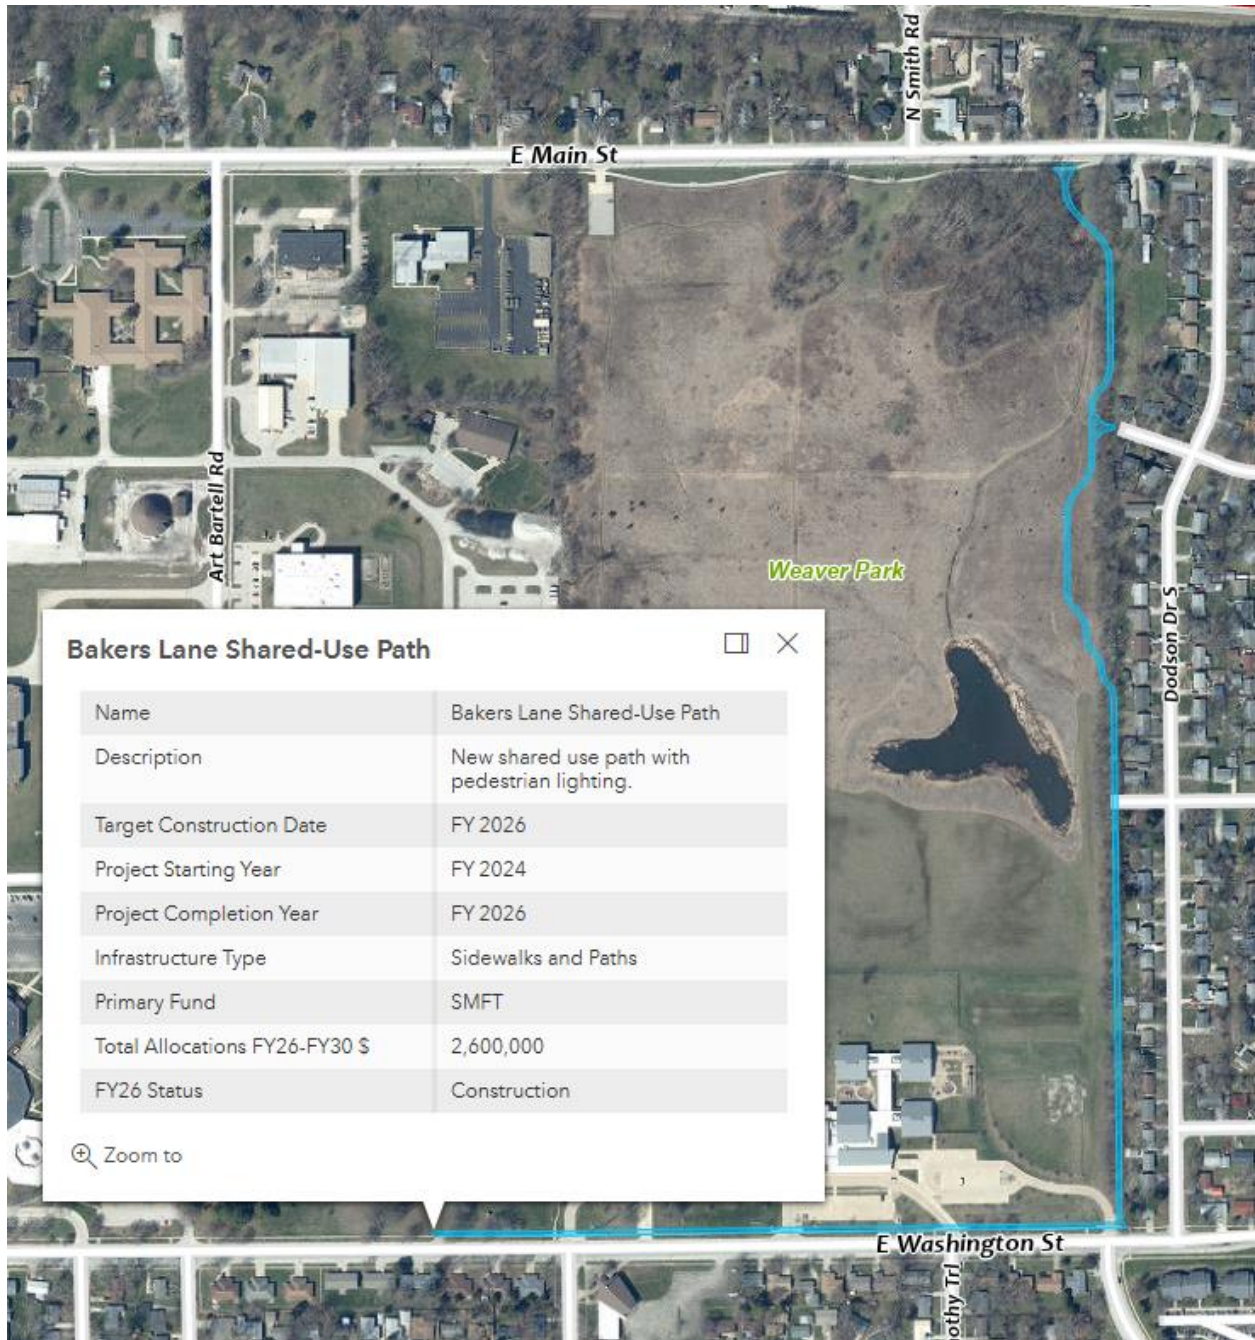 N Smith Rd
E Main St
Art Bartell Rd
Weaver Park
Dodson Dr S
Bakers Lane Shared-Use Path
Name Bakers Lane Shared-Use Path
Description New shared use path with
pedestrian lighting.
Target Construction Date FY 2026
Project Starting Year FY 2024
Project Completion Year FY 2026
Infrastructure Type Sidewalks and Paths
Primary Fund SMFT
Total Allocations FY26-FY30 $ 2,600,000
FY26 Status Construction
Zoom to
E Washington St
othy Trl